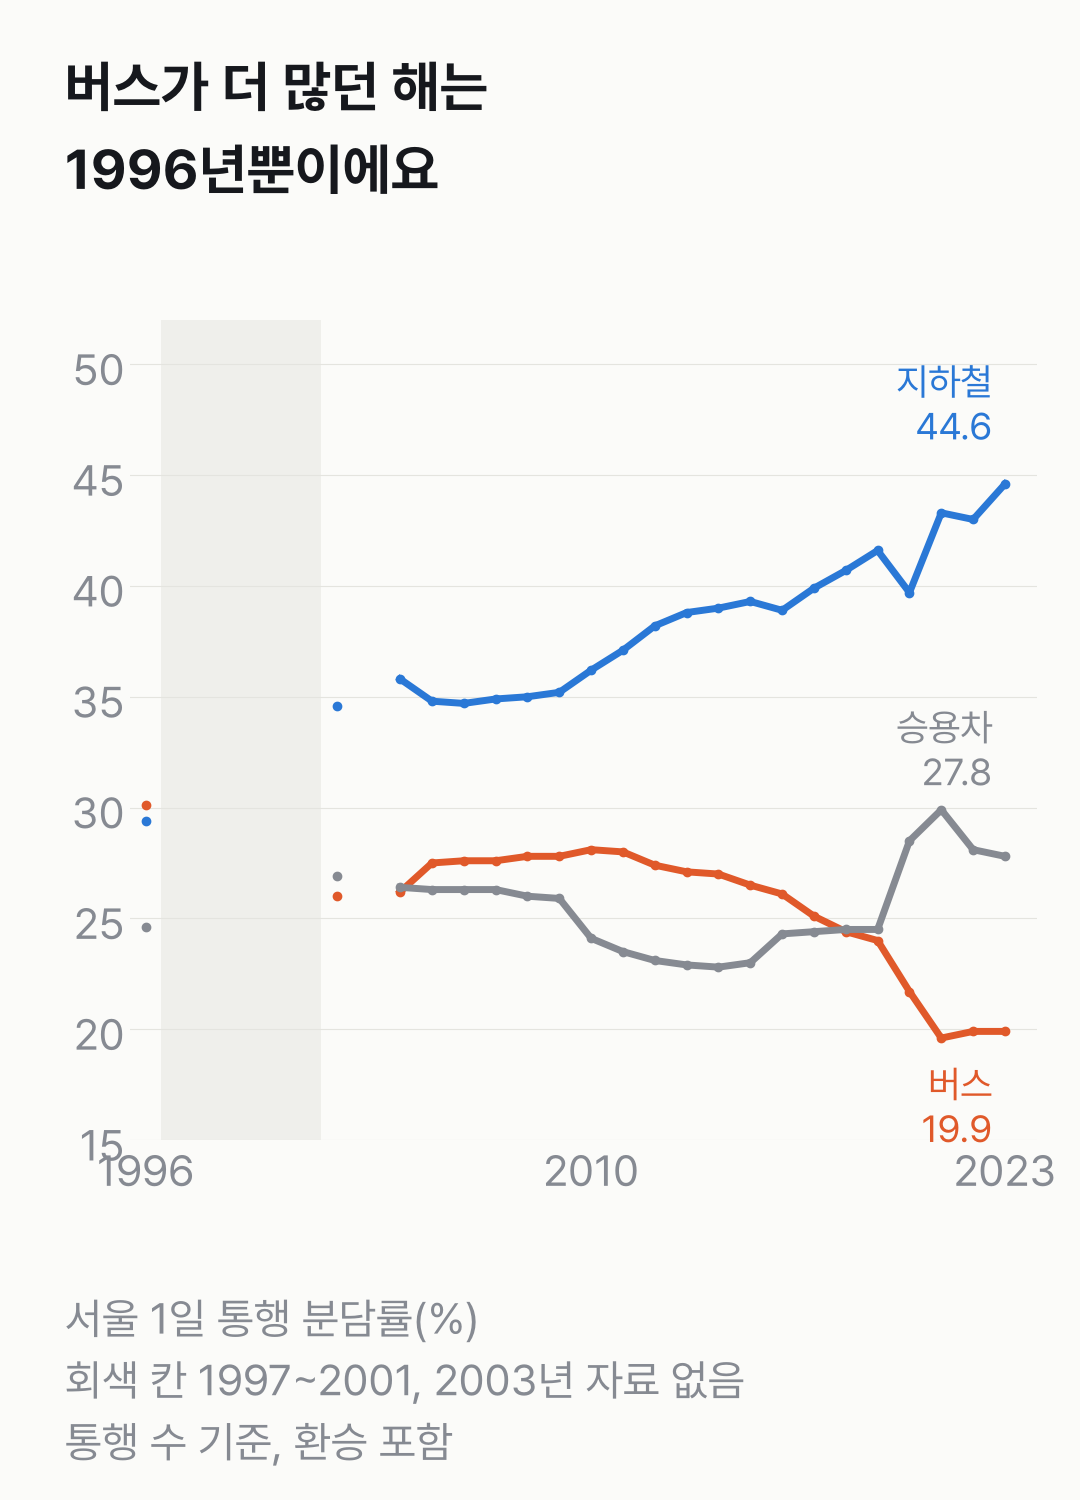 버스가 더 많던 해는
1996년뿐이에요
50
지하철
44.6
45
40
35
승용차
27.8
30
25
20
버스
19.9
15
1996
2010
2023
서울 1일 통행 분담률(%)
회색 칸 1997~2001, 2003년 자료 없음
통행 수 기준, 환승 포함